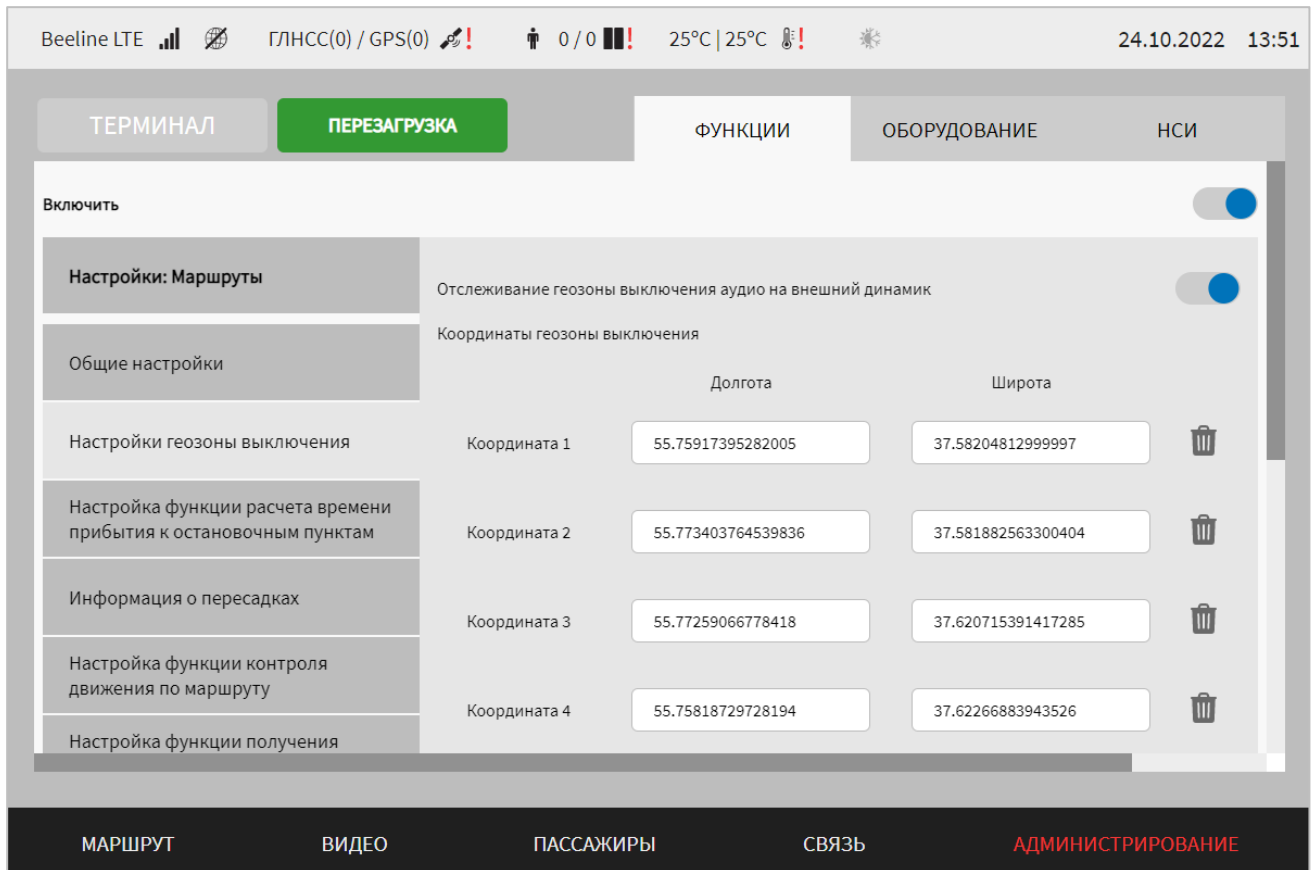 Beeline LTE ГЛНСС(0) / GPS(0) ! 0 / 0 ! 25°C | 25°C ! 24.10.2022 13:51
ТЕРМИНАЛ ПЕРЕЗАГРУЗКА ФУНКЦИИ ОБОРУДОВАНИЕ НСИ
Включить
Настройки: Маршруты
Общие настройки
Настройки геозоны выключения
Настройка функции расчета времени
прибытия к остановочным пунктам
Информация о пересадках
Настройка функции контроля
движения по маршруту
Настройка функции получения
Отслеживание геозоны выключения аудио на внешний динамик
Координаты геозоны выключения
Долгота Широта
Координата 1 55.75917395282005 37.58204812999997
Координата 2 55.773403764539836 37.581882563300404
Координата 3 55.77259066778418 37.620715391417285
Координата 4 55.75818729728194 37.62266883943526
МАРШРУТ ВИДЕО ПАССАЖИРЫ СВЯЗЬ АДМИНИСТРИРОВАНИЕ